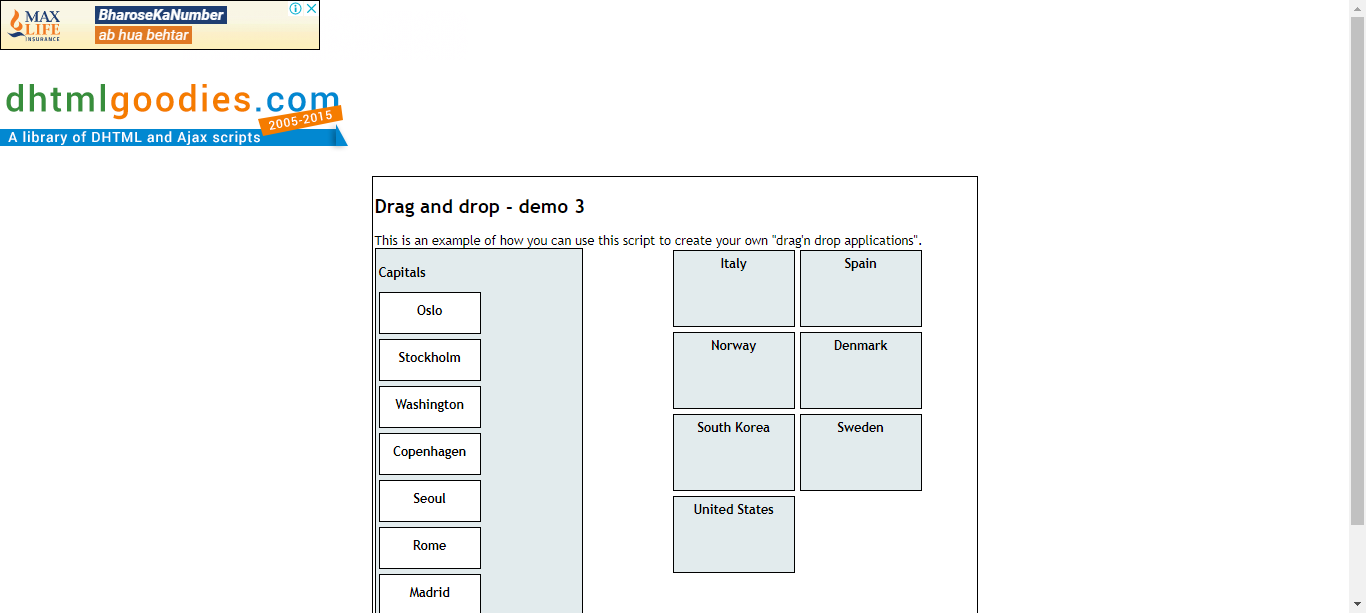 MAX
LIFE
INSURANCE
BharoseKaNumber
ab hua behtar
dhtmlgoodies.com
2005-2015
A library of DHTML and Ajax scripts
Drag and drop - demo 3
This is an example of how you can use this script to create your own "drag'n drop applications".
Capitals
Oslo
Stockholm
Washington
Copenhagen
Seoul
Rome
Madrid
Italy
Spain
Norway
Denmark
South Korea
Sweden
United States